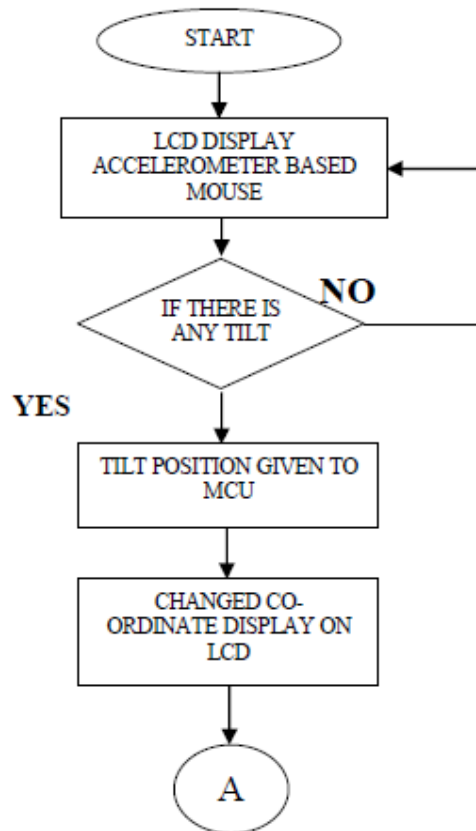 START
LCD DISPLAY
ACCELEROMETER BASED
MOUSE
IF THERE IS
ANY TILT
NO
YES
TILT POSITION GIVEN TO
MCU
CHANGED CO-
ORDINATE DISPLAY ON
LCD
A